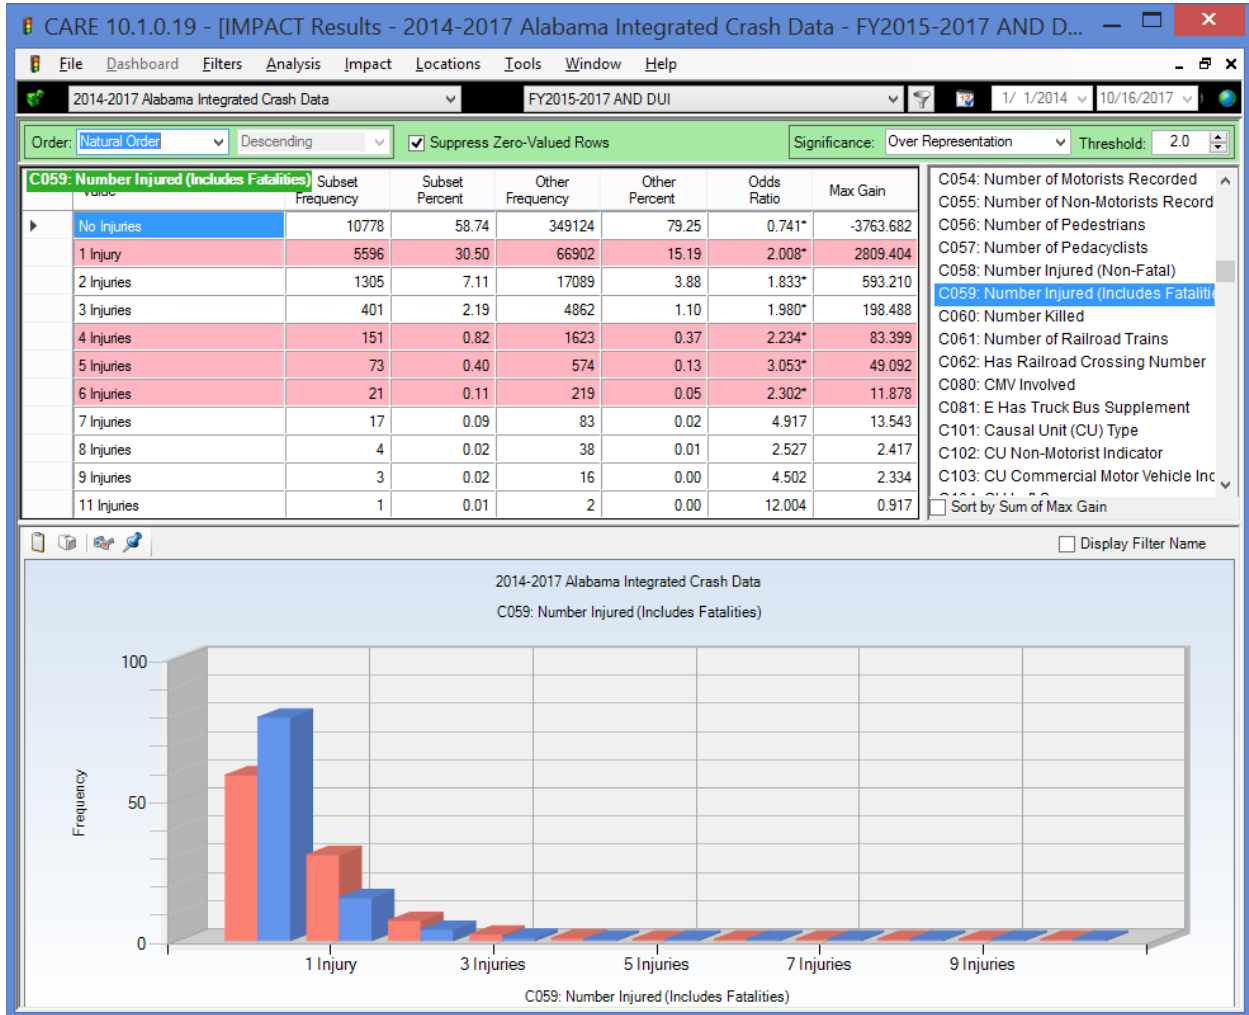 CARE 10.1.0.19 - [IMPACT Results - 2014-2017 Alabama Integrated Crash Data - FY2015-2017 AND D...
File Dashboard Filters Analysis Impact Locations Tools Window Help
2014-2017 Alabama Integrated Crash Data FY2015-2017 AND DUI 1/ 1/2014 10/16/2017
Order: Natural Order Descending Suppress Zero-Valued Rows Significance: Over Representation Threshold: 2.0
C059: Number Injured (Includes Fatalities) Subset Frequency Subset Percent Other Frequency Other Percent Odds Ratio Max Gain
No Injuries 10778 58.74 349124 79.25 0.741* -3763.682
1 Injury 5596 30.50 66902 15.19 2.008* 2809.404
2 Injuries 1305 7.11 17089 3.88 1.833* 593.210
3 Injuries 401 2.19 4862 1.10 1.980* 198.488
4 Injuries 151 0.82 1623 0.37 2.234* 83.399
5 Injuries 73 0.40 574 0.13 3.053* 49.092
6 Injuries 21 0.11 219 0.05 2.302* 11.878
7 Injuries 17 0.09 83 0.02 4.917 13.543
8 Injuries 4 0.02 38 0.01 2.527 2.417
9 Injuries 3 0.02 16 0.00 4.502 2.334
11 Injuries 1 0.01 2 0.00 12.004 0.917
C054: Number of Motorists Recorded
C055: Number of Non-Motorists Record
C056: Number of Pedestrians
C057: Number of Pedacyclists
C058: Number Injured (Non-Fatal)
C059: Number Injured (Includes Fataliti
C060: Number Killed
C061: Number of Railroad Trains
C062: Has Railroad Crossing Number
C080: CMV Involved
C081: E Has Truck Bus Supplement
C101: Causal Unit (CU) Type
C102: CU Non-Motorist Indicator
C103: CU Commercial Motor Vehicle Inc
Sort by Sum of Max Gain
Display Filter Name
2014-2017 Alabama Integrated Crash Data
C059: Number Injured (Includes Fatalities)
100
50
0
Frequency
1 Injury 3 Injuries 5 Injuries 7 Injuries 9 Injuries
C059: Number Injured (Includes Fatalities)